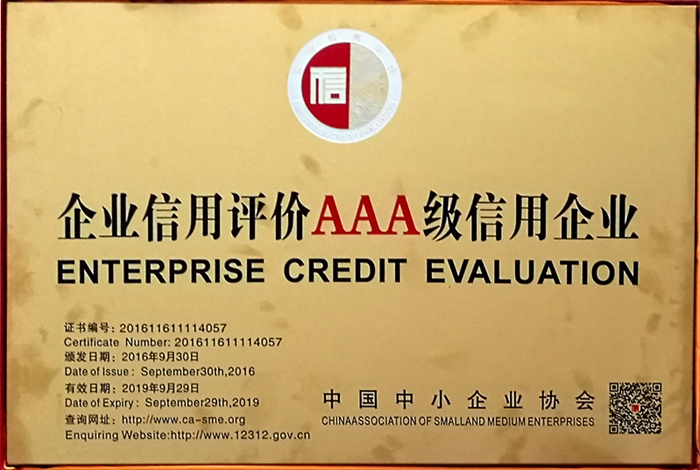 信
企业信用评价AAA级信用企业
ENTERPRISE CREDIT EVALUATION
证书编号：201611611114057
Certificate Number: 201611611114057
颁发日期：2016年9月30日
Date of Issue : September30th,2016
有效日期：2019年9月29日
Date of Expiry : September29th,2019
查询网址：http://www.ca-sme.org
Enquiring Website:http://www.12312.gov.cn
中国中小企业协会
CHINAASSOCIATION OF SMALLAND MEDIUM ENTERPRISES